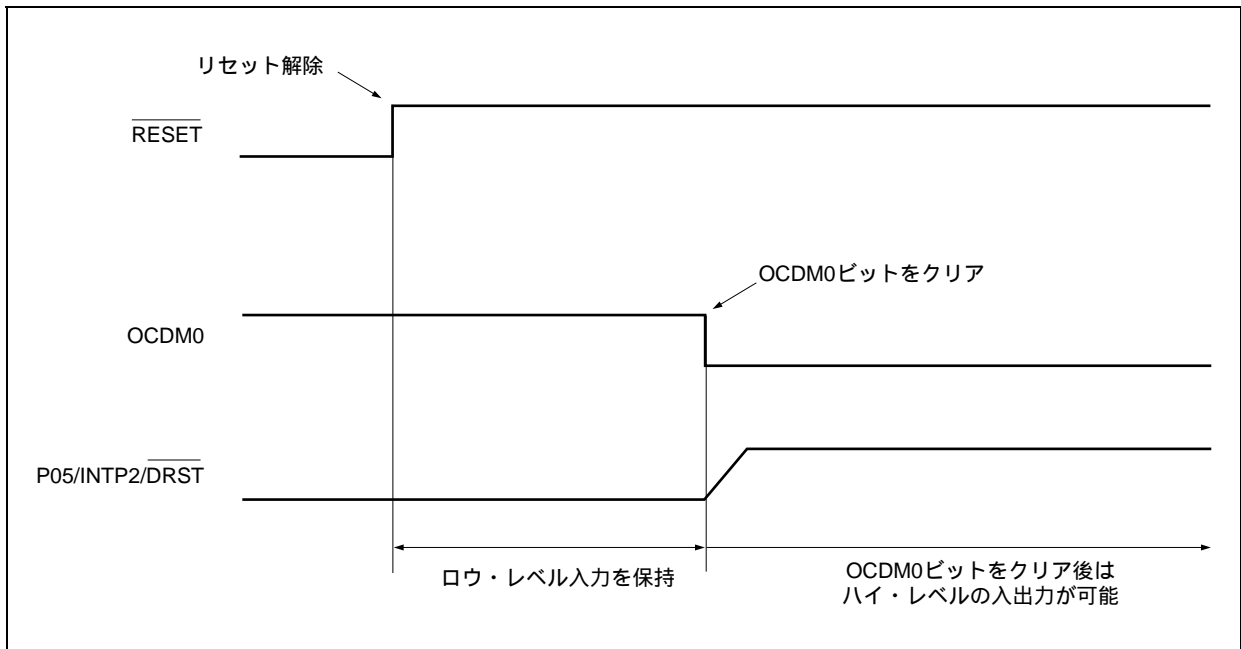 リセット解除
RESET
OCDM0ビットをクリア
OCDM0
P05/INTP2/DRST
ロウ・レベル入力を保持
OCDM0ビットをクリア後は
ハイ・レベルの入出力が可能